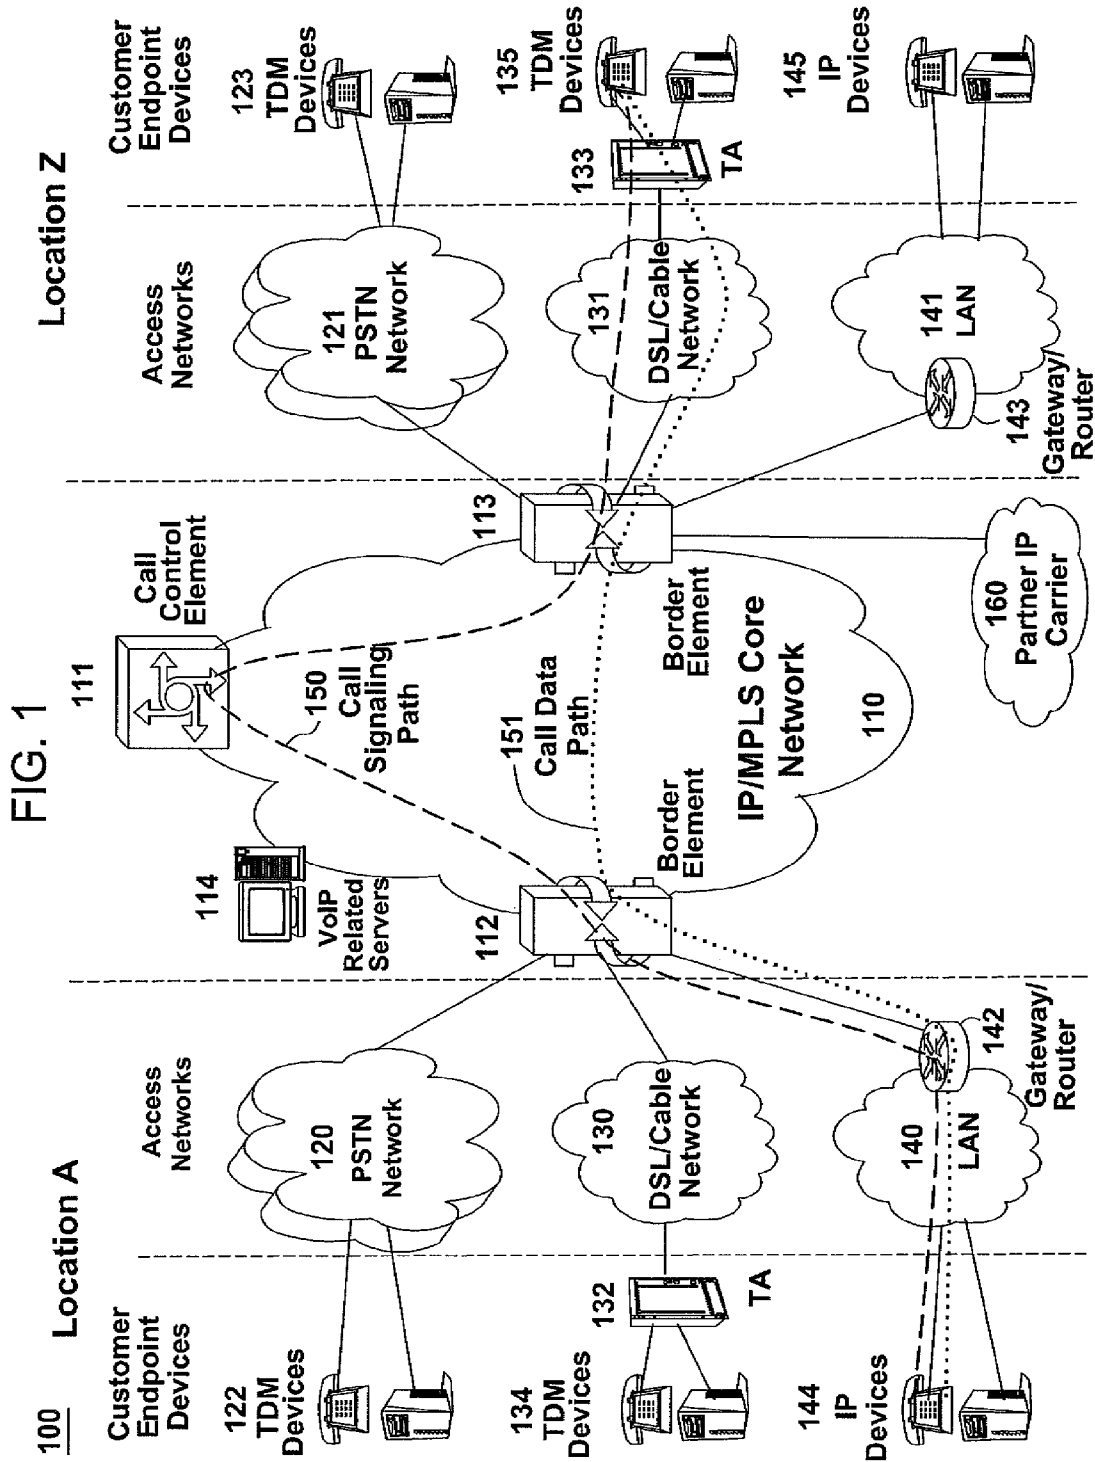 FIG. 1
100
Location A
Location Z
Customer
Endpoint
Devices
Access
Networks
Access
Networks
Customer
Endpoint
Devices
122
TDM
Devices
120
PSTN
Network
114
VoIP
Related
Servers
111
Call
Control
Element
150
Call
Signaling
Path
121
PSTN
Network
123
TDM
Devices
134
TDM
Devices
132
TA
130
DSL/Cable
Network
112
Border
Element
151
Call Data
Path
113
Border
Element
131
DSL/Cable
Network
133
TA
135
TDM
Devices
IP/MPLS Core
Network
110
144
IP
Devices
140
LAN
142
Gateway/
Router
160
Partner IP
Carrier
143
Gateway/
Router
141
LAN
145
IP
Devices